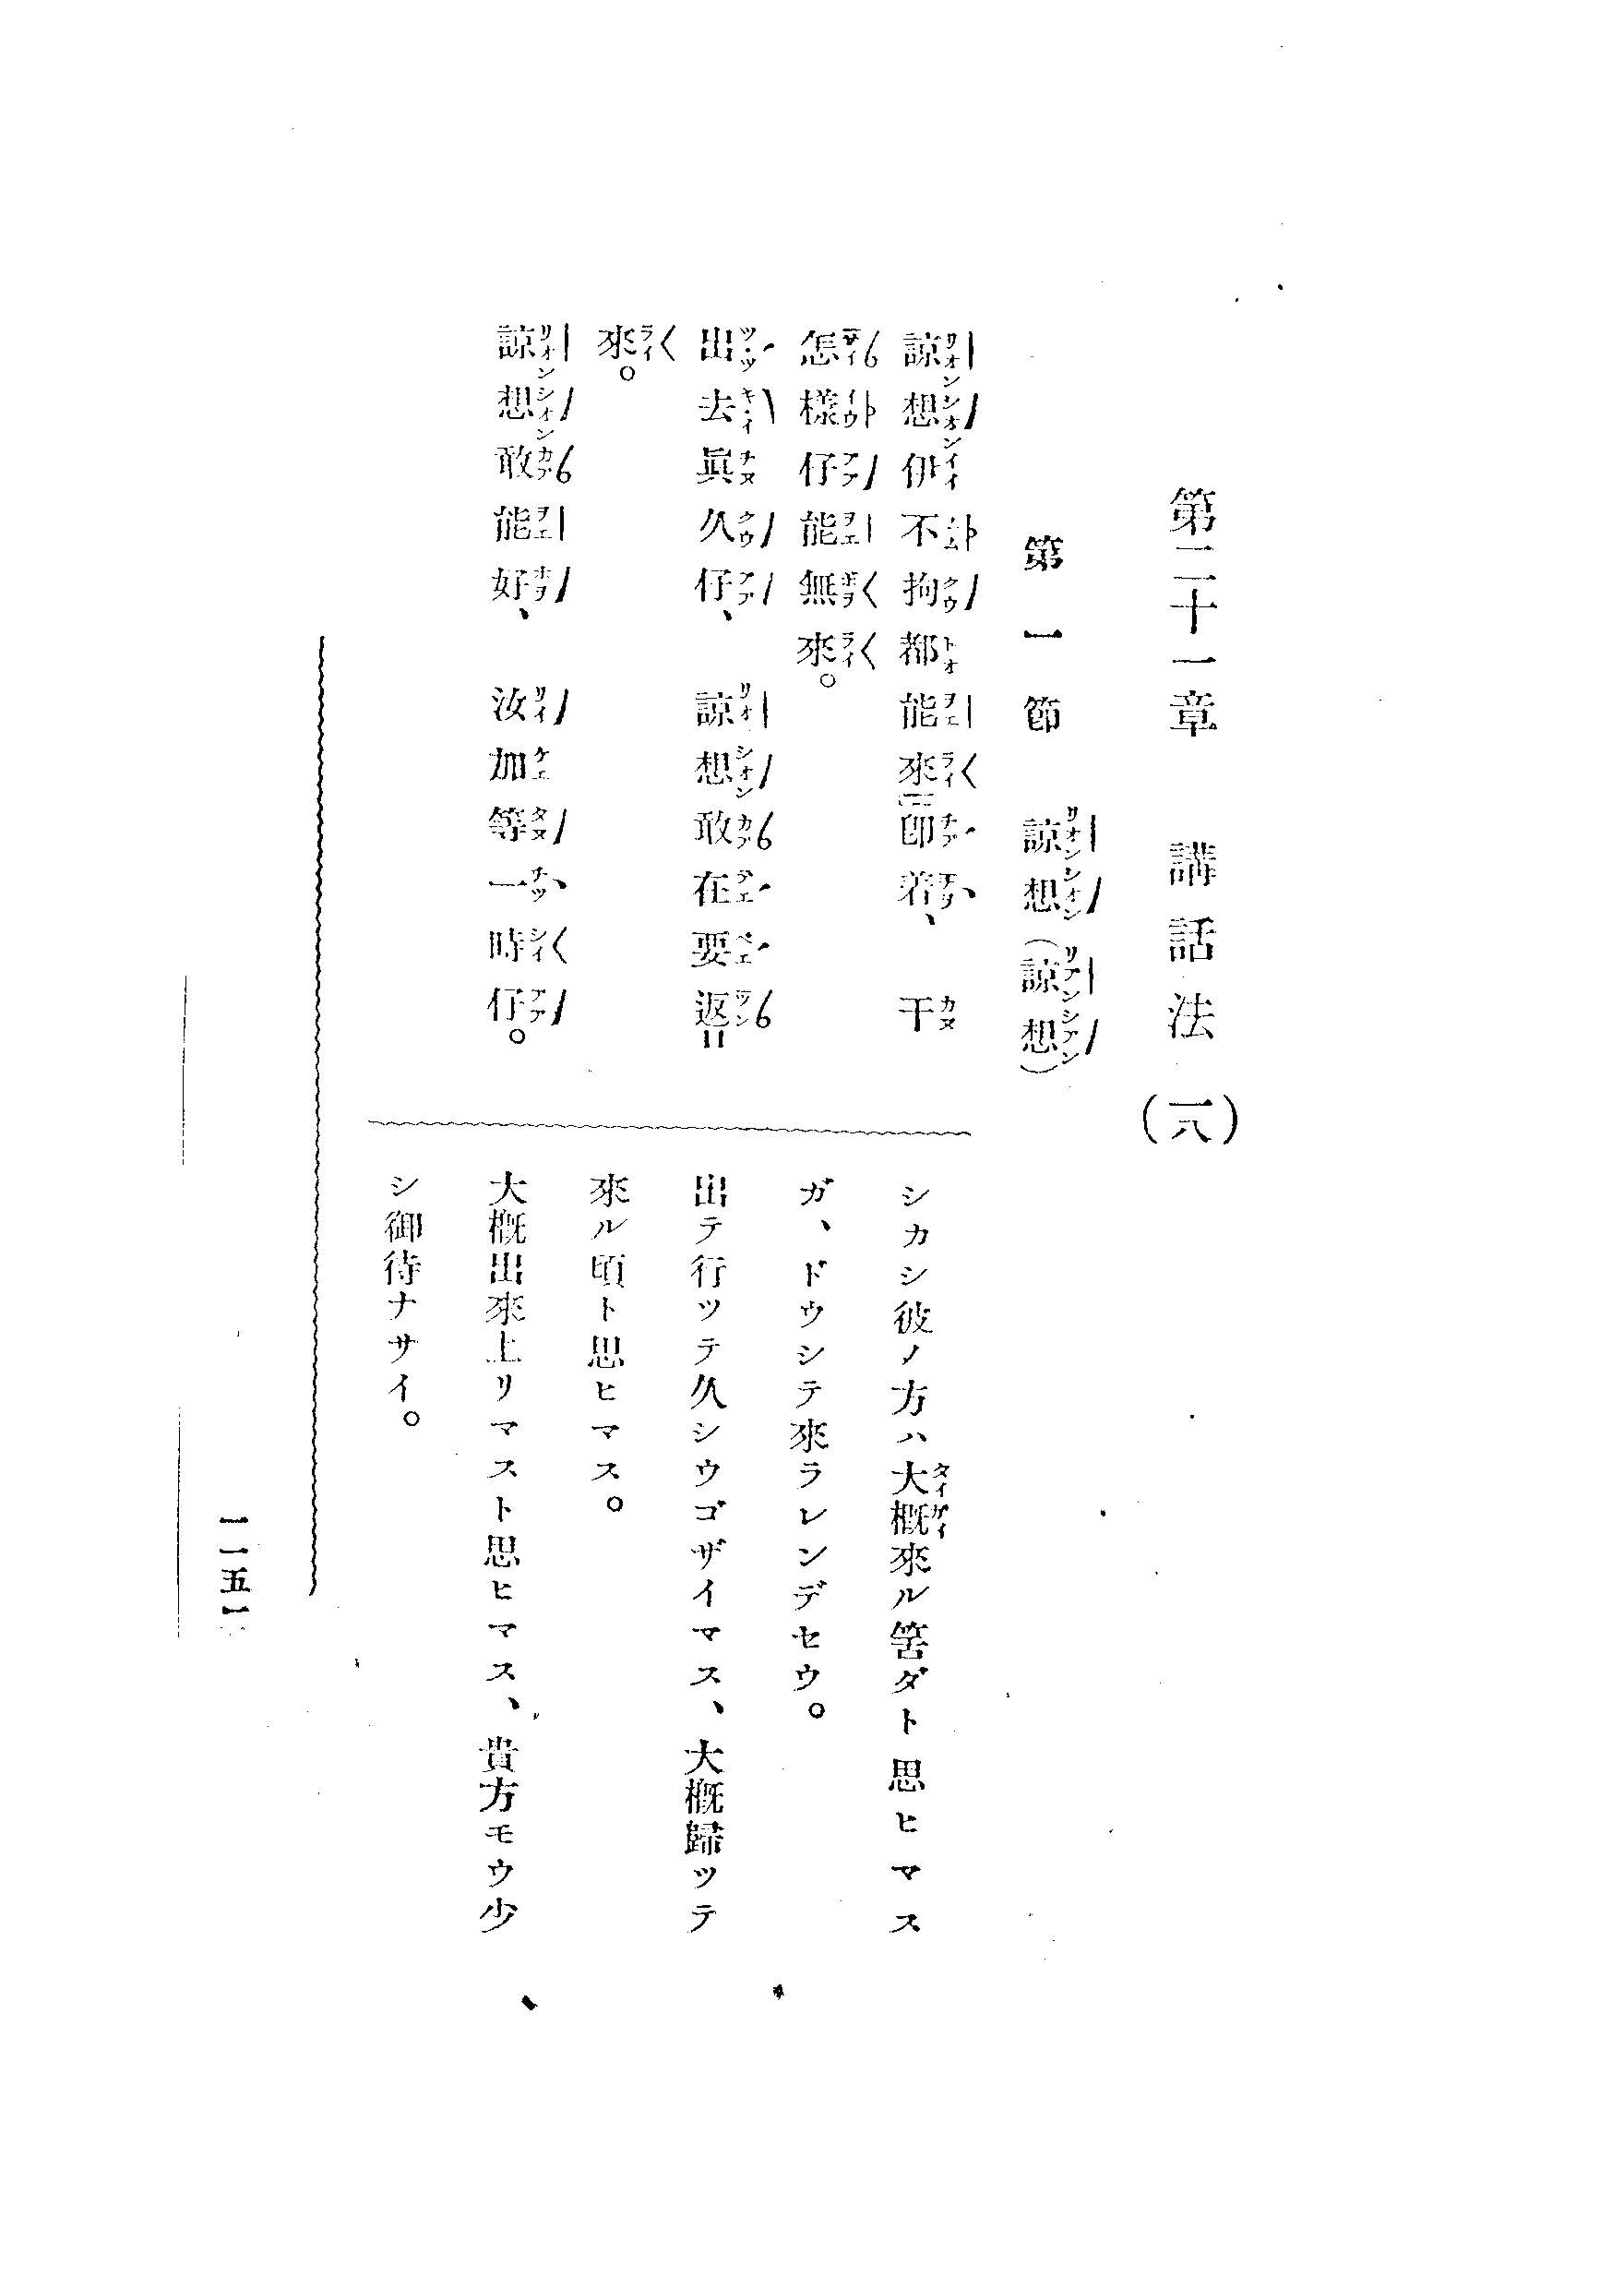 第二十一章　講話法（一八）
第一節　諒想（諒想）
諒想伊不拘都能來卽着、干
怎樣仔能無來。
出去眞久仔、諒想敢在要返=
來。
諒想敢能好、汝加等一時仔。
シカシ彼ノ方ハ大概來ル筈ダト思ヒマス
ガ、ドウシテ來ラレンデセウ。
出テ行ツテ久シウゴザイマス、大概歸ツテ
來ル頃ト思ヒマス。
大概出來上リマスト思ヒマス、貴方モウ少
シ御待ナサイ。
一一五一